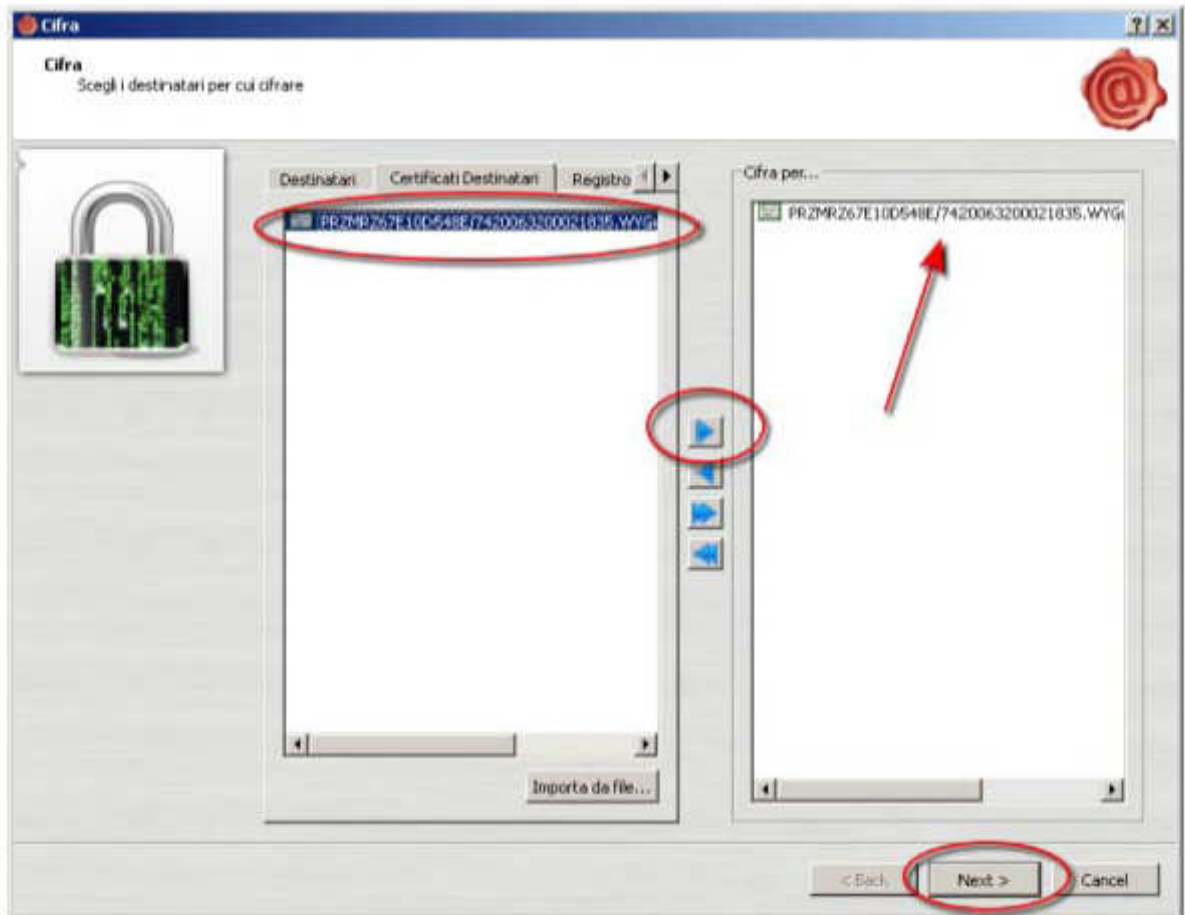 Cifra
Cifra
Scegli i destinatari per cui cifrare
Destinatari
Certificati Destinatari
Registro
PRZMRZ67E10D548E/7420063200021835.WYG
Importa da file...
Cifra per...
PRZMRZ67E10D548E/7420063200021835.WYG
< Back
Next >
Cancel